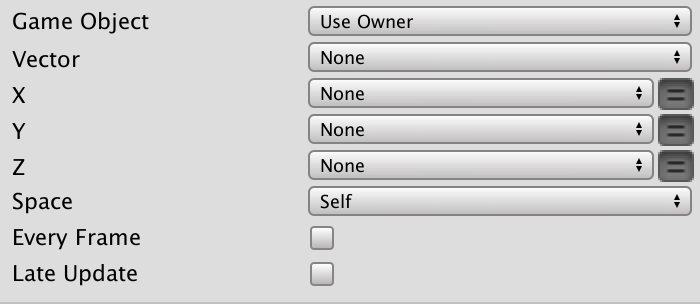 Game Object Use Owner
Vector None
X None
Y None
Z None
Space Self
Every Frame
Late Update